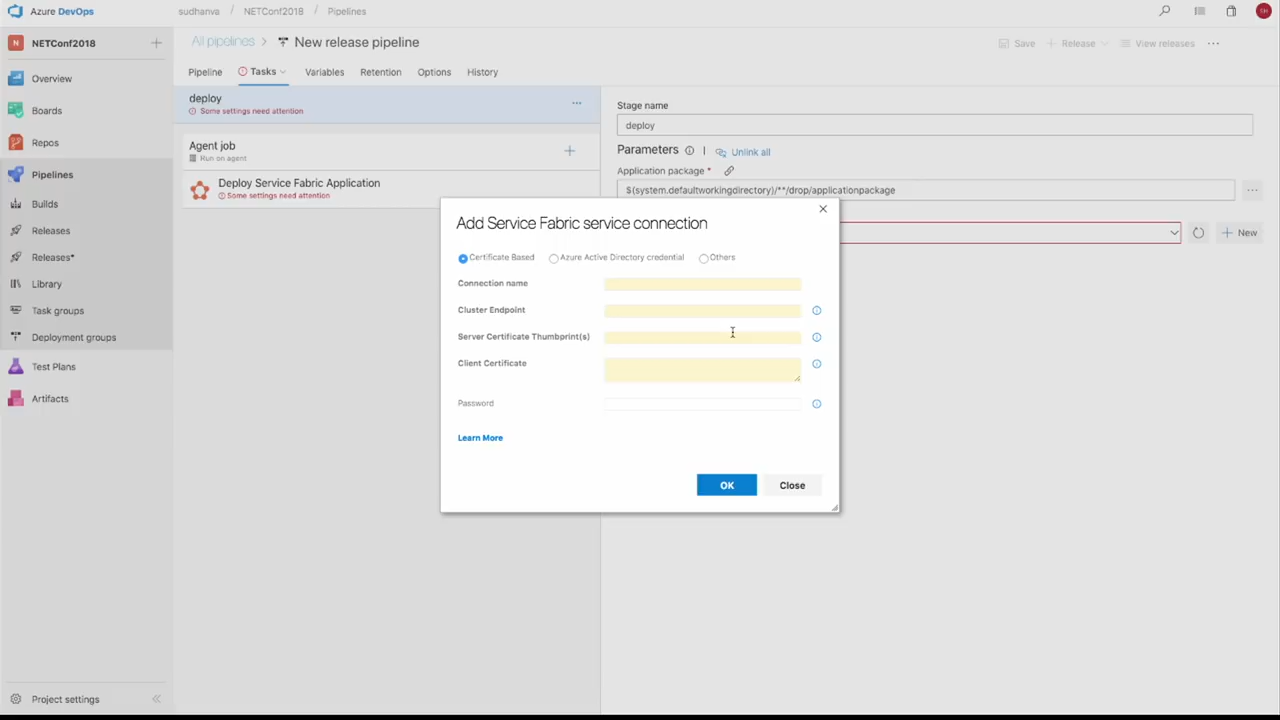 Azure DevOps
sudhanva / NETConf2018 / Pipelines
CH
N NETConf2018
All pipelines > New release pipeline
Save
Release
View releases
Overview
Boards
Repos
Pipelines
Builds
Releases
Releases*
Library
Task groups
Deployment groups
Test Plans
Artifacts
Project settings
Pipeline Tasks Variables Retention Options History
deploy
Some settings need attention
Agent job
Run on agent
Deploy Service Fabric Application
Some settings need attention
Stage name
deploy
Parameters | Unlink all
Application package *
$(system.defaultworkingdirectory)/**/drop/applicationpackage
New
Add Service Fabric service connection
Certificate Based Azure Active Directory credential Others
Connection name
Cluster Endpoint
Server Certificate Thumbprint(s)
Client Certificate
Password
Learn More
OK Close